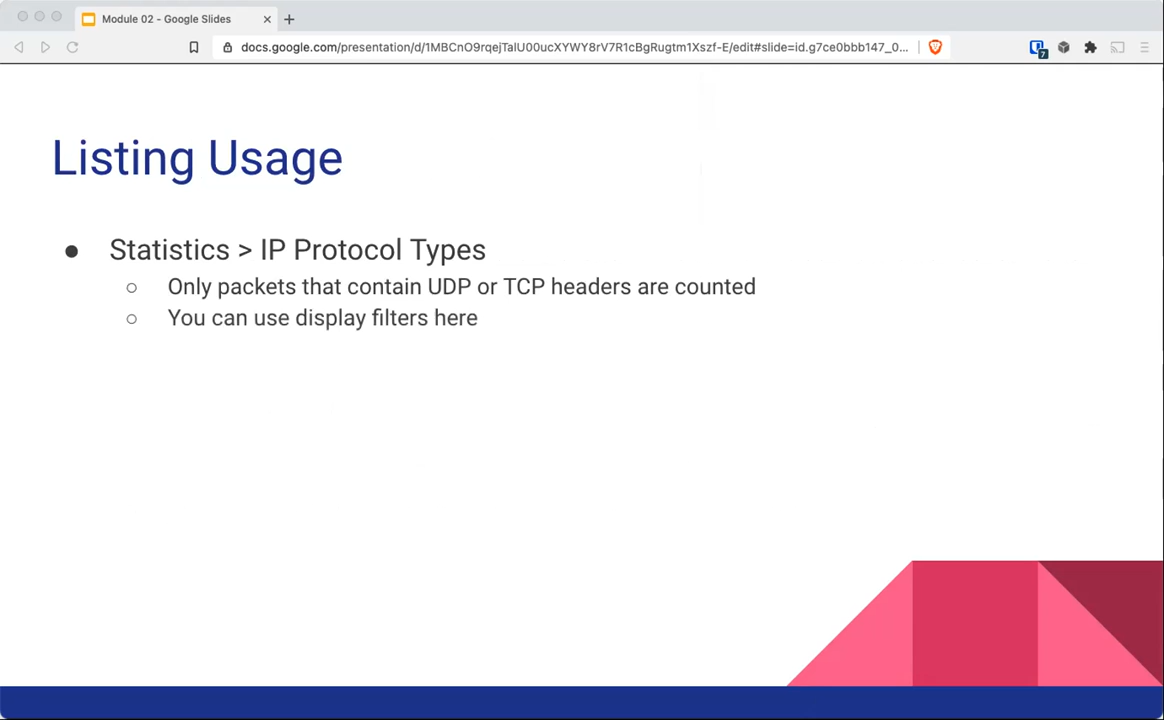 Module 02 - Google Slides
docs.google.com/presentation/d/1MBCnO9rqejTalU00ucXYWY8rV7R1cBgRugtm1Xszf-E/edit#slide=id.g7ce0bbb147_0...
7
Listing Usage
● Statistics > IP Protocol Types
○ Only packets that contain UDP or TCP headers are counted
○ You can use display filters here